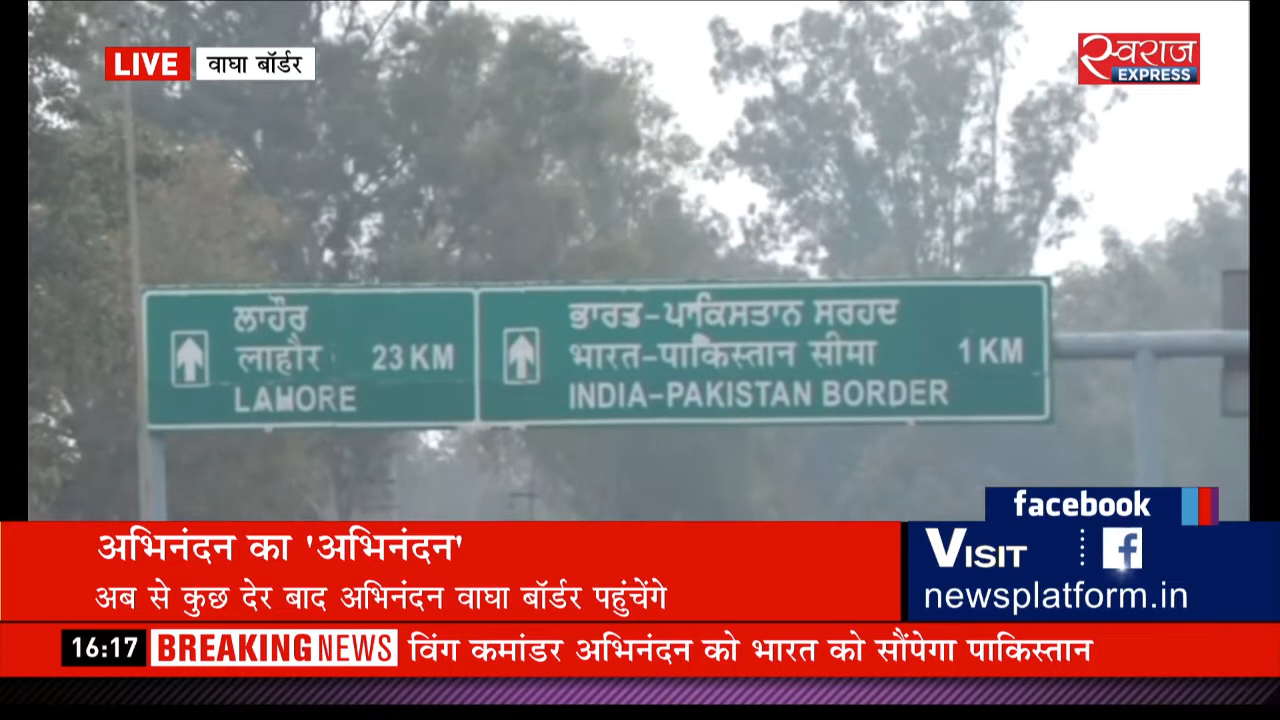 LIVE वाघा बॉर्डर
स्वराज
EXPRESS
ਲਾਹੌਰ
लाहौर 23 KM
LAHORE
ਭਾਰਤ-ਪਾਕਿਸਤਾਨ ਸਰਹਦ
भारत-पाकिस्तान सीमा 1 KM
INDIA-PAKISTAN BORDER
facebook
अभिनंदन का 'अभिनंदन'
अब से कुछ देर बाद अभिनंदन वाघा बॉर्डर पहुंचेंगे
VISIT f
newsplatform.in
16:17 BREAKING NEWS विंग कमांडर अभिनंदन को भारत को सौंपेगा पाकिस्तान